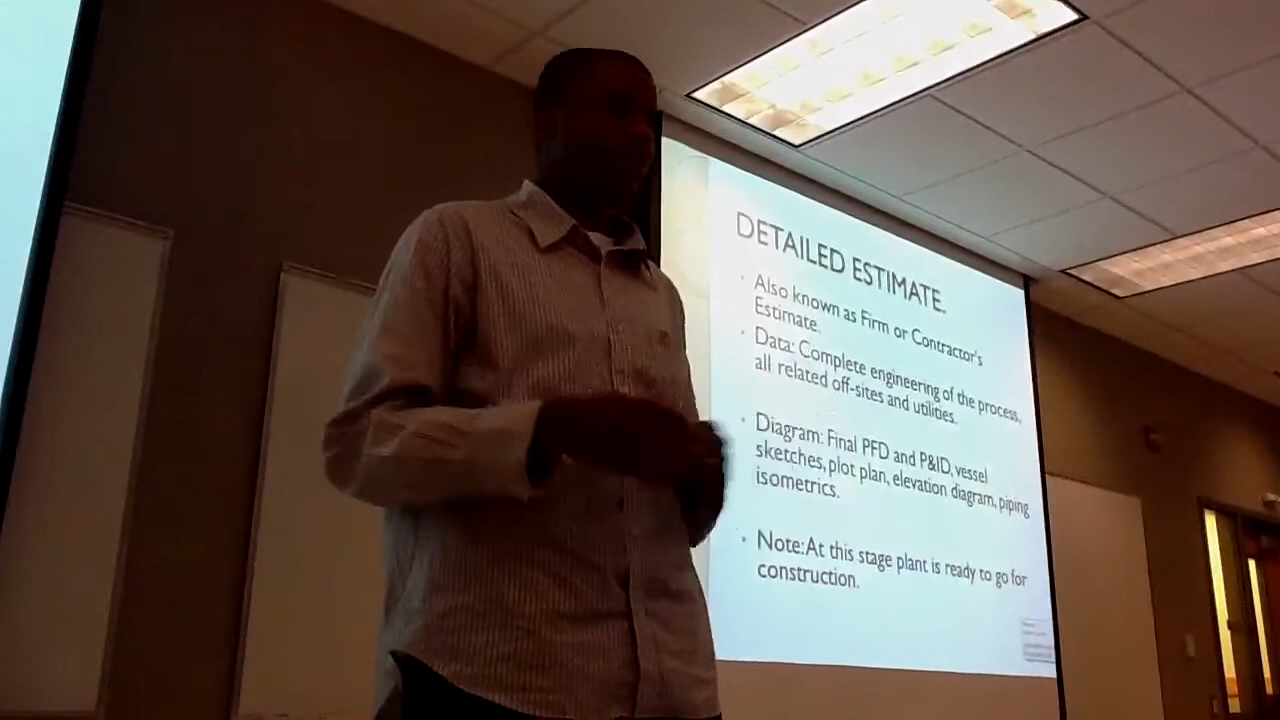 DETAILED ESTIMATE.
Also known as Firm or Contractor's
Estimate.
Data: Complete engineering of the process,
all related off-sites and utilities.
Diagram: Final PFD and P&ID, vessel
sketches, plot plan, elevation diagram, piping
isometrics.
Note: At this stage plant is ready to go for
construction.